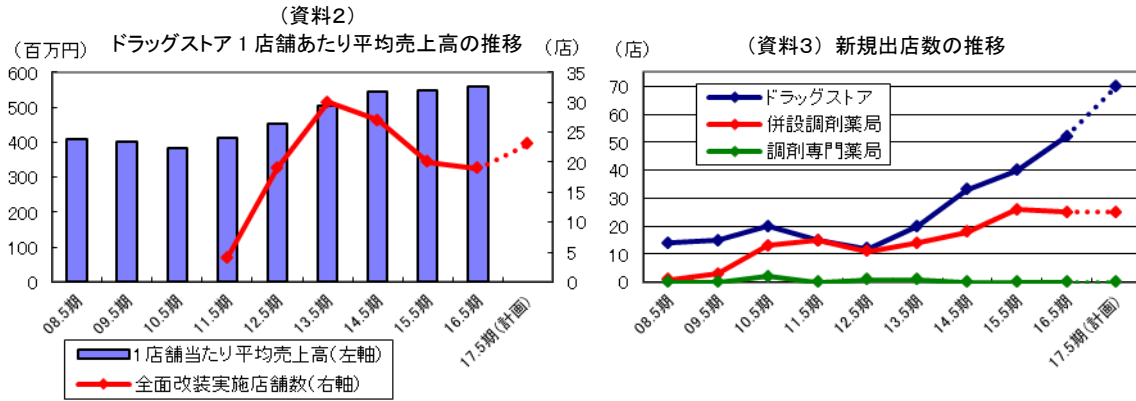 (資料2)
ドラッグストア1店舗あたり平均売上高の推移
(百万円)
(店)
600
500
400
300
200
100
0
35
30
25
20
15
10
5
0
08.5期
09.5期
10.5期
11.5期
12.5期
13.5期
14.5期
15.5期
16.5期
17.5期(計画)
1店舗当たり平均売上高(左軸)
全面改装実施店舗数(右軸)
(資料3) 新規出店数の推移
(店)
70
60
50
40
30
20
10
0
ドラッグストア
併設調剤薬局
調剤専門薬局
08.5期
09.5期
10.5期
11.5期
12.5期
13.5期
14.5期
15.5期
16.5期
17.5期(計画)